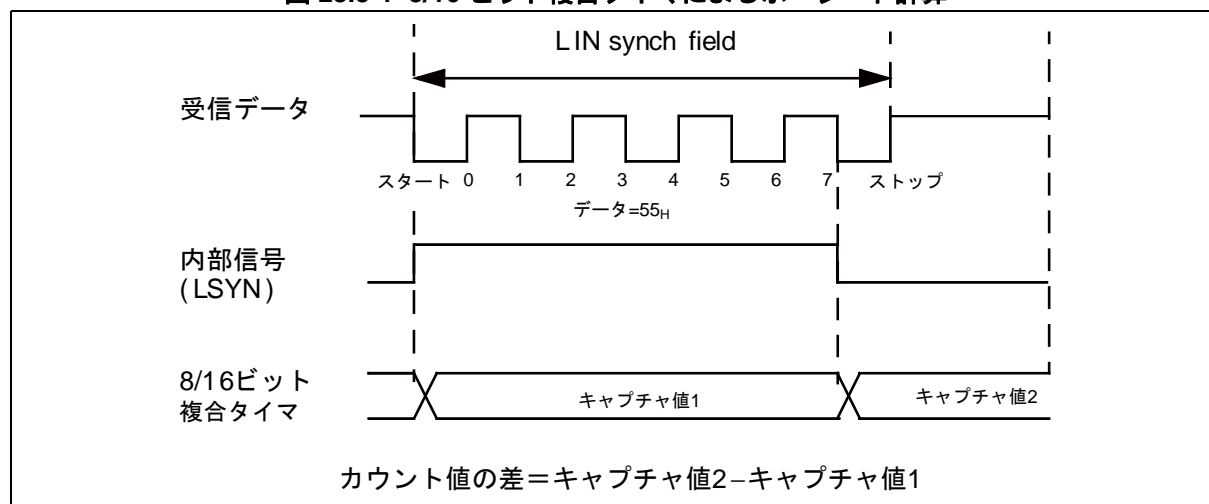 LIN synch field
受信データ
スタート 0 1 2 3 4 5 6 7 ストップ
データ=55H
内部信号
(LSYN)
8/16ビット
複合タイマ
キャプチャ値1
キャプチャ値2
カウント値の差＝キャプチャ値2−キャプチャ値1